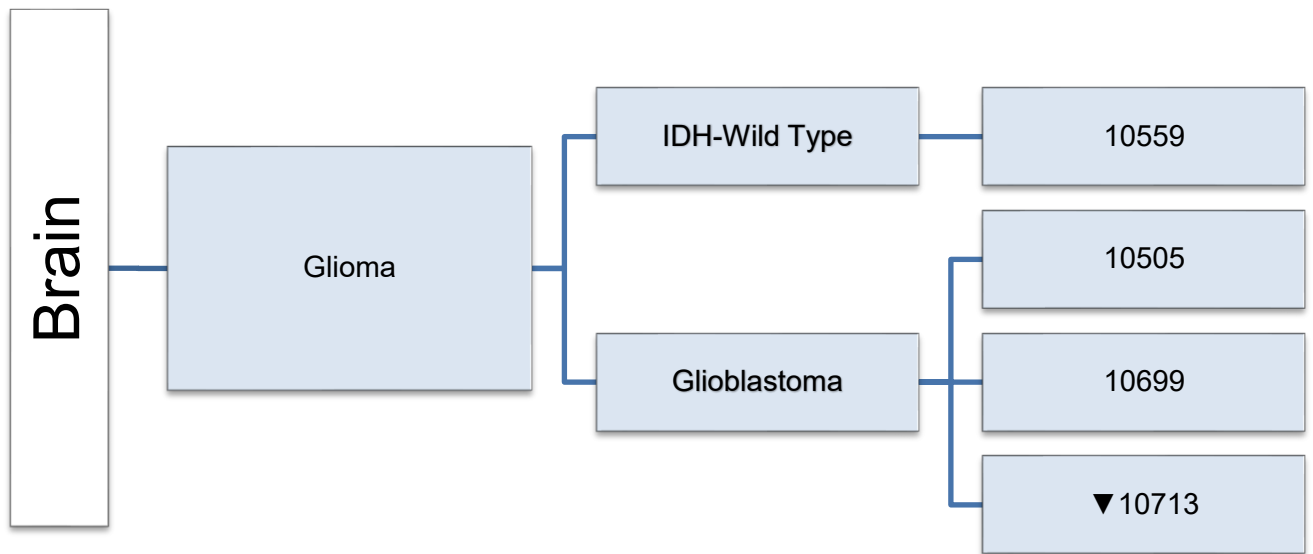 Brain
Glioma
IDH-Wild Type
10559
Glioblastoma
10505
10699
▼10713